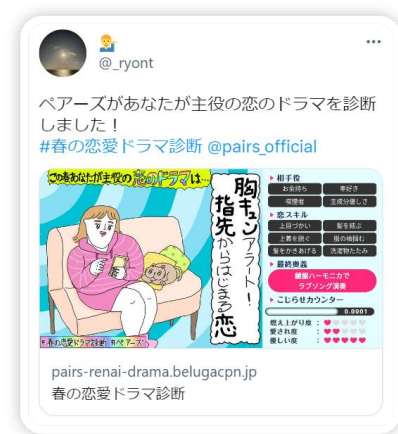 @_ryont
ペアーズがあなたが主役の恋のドラマを診断
しました！
#春の恋愛ドラマ診断 @pairs_official
この春あなたが主役の恋のドラマは…
胸キュンアラート！
指先からはじまる恋
#春の恋愛ドラマ診断 #ペアーズ
▶ 相手役
お金持ち 車好き
喫煙者 主成分優しさ
▶ 恋スキル
上目づかい 髪を結ぶ
上着を脱ぐ 服の袖掴む
髪をかきあげる 洗濯物たたみ
▶ 最終奥義
鍵盤ハーモニカで
ラブソング演奏
▶ こじらせカウンター
0.0001
燃え上がり度 :
愛され度 :
優しい度 :
pairs-renai-drama.belugacpn.jp
春の恋愛ドラマ診断